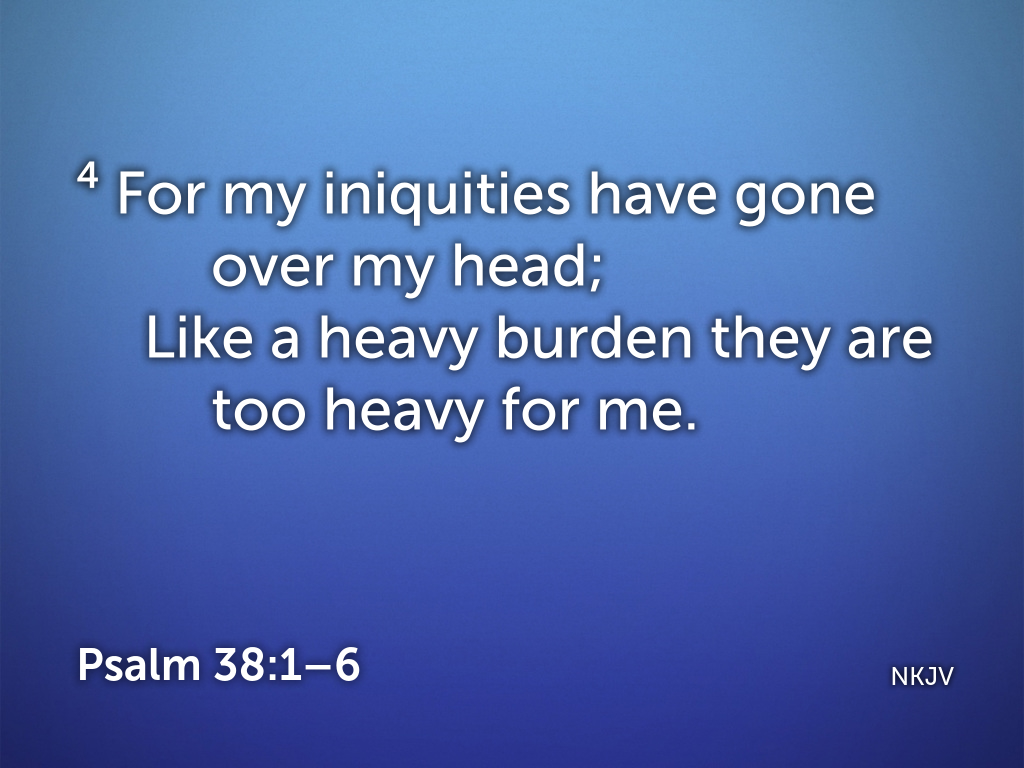 ⁴ For my iniquities have gone
over my head;
Like a heavy burden they are
too heavy for me.
Psalm 38:1–6
NKJV